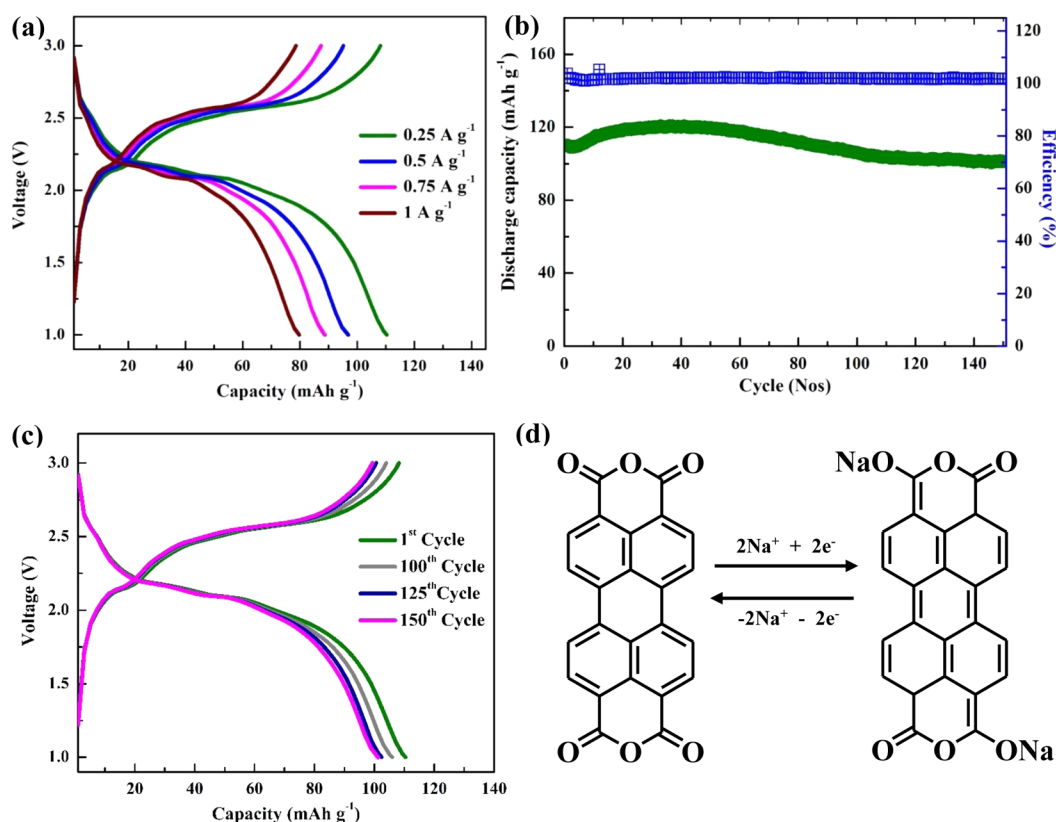 (a)
3.0
2.5
2.0
1.5
1.0
Voltage (V)
0.25 A g⁻¹
0.5 A g⁻¹
0.75 A g⁻¹
1 A g⁻¹
20 40 60 80 100 120 140
Capacity (mAh g⁻¹)
(b)
160
120
80
40
0
Discharge capacity (mAh g⁻¹)
120
100
80
60
40
20
0
Efficiency (%)
0 20 40 60 80 100 120 140
Cycle (Nos)
(c)
3.0
2.5
2.0
1.5
1.0
Voltage (V)
1ˢᵗ Cycle
100ᵗʰ Cycle
125ᵗʰCycle
150ᵗʰ Cycle
20 40 60 80 100 120 140
Capacity (mAh g⁻¹)
(d)
O O O
O O O
2Na⁺ + 2e⁻
-2Na⁺ - 2e⁻
NaO O O
O O ONa